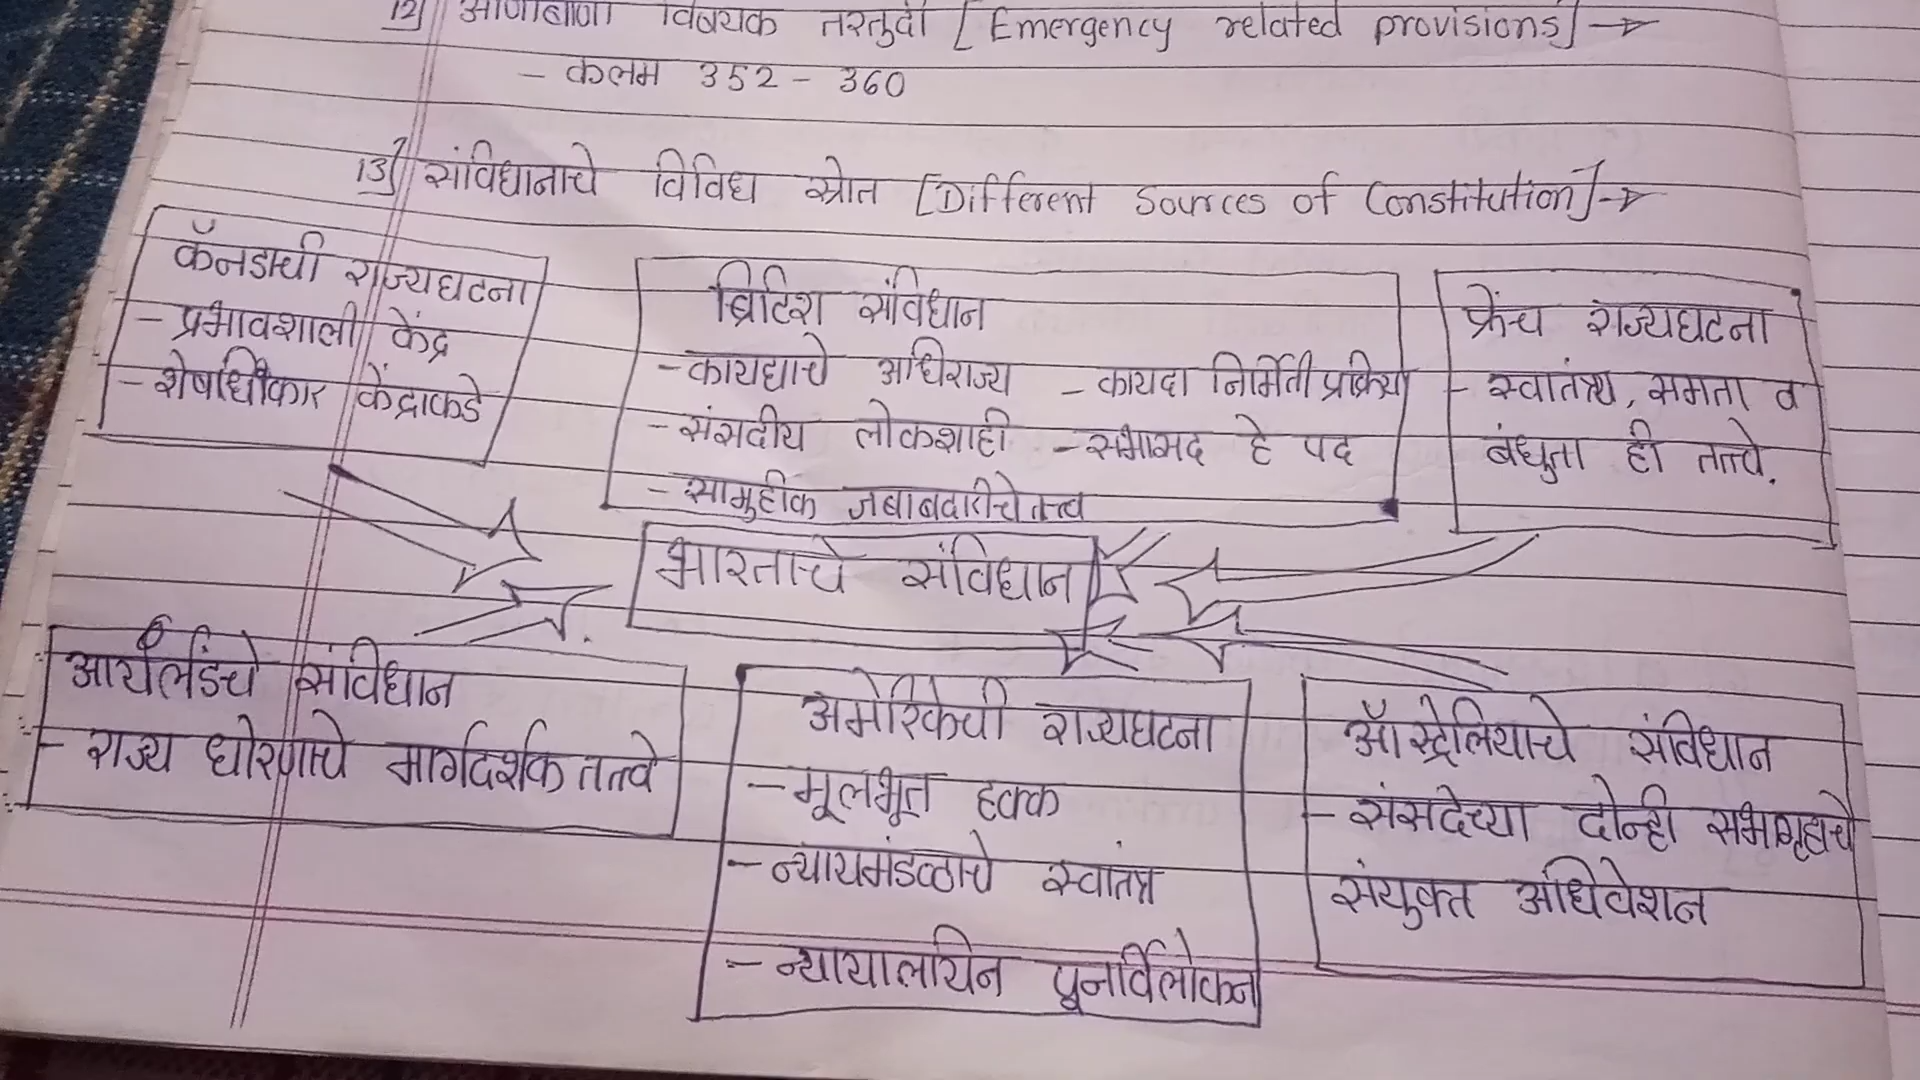 12] आणीबाणी विषयक तरतुदी [Emergency related provisions] →
- कलम 352 - 360
13] संविधानाचे विविध स्रोत [Different Sources of Constitution] →
कॅनडाची राज्यघटना
- प्रभावशाली केंद्र
- शेषाधीकार केंद्राकडे
ब्रिटिश संविधान
- कायद्याचे अधिराज्य - कायदा निर्मिती प्रक्रिया
- संसदीय लोकशाही - सभासद हे पद
- सामुहीक जबाबदारीचे तत्त्व
फ्रेंच राज्यघटना
- स्वातंत्र्य, समता व
बंधुता ही तत्त्वे.
भारताचे संविधान
आयर्लंडचे संविधान
- राज्य धोरणाचे मार्गदर्शक तत्त्वे
अमेरिकेची राज्यघटना
- मूलभूत हक्क
- न्यायमंडळाचे स्वातंत्र
- न्यायालयिन पुनर्विलोकन
ऑस्ट्रेलियाचे संविधान
- संसदेच्या दोन्ही सभागृहाचे
संयुक्त अधिवेशन